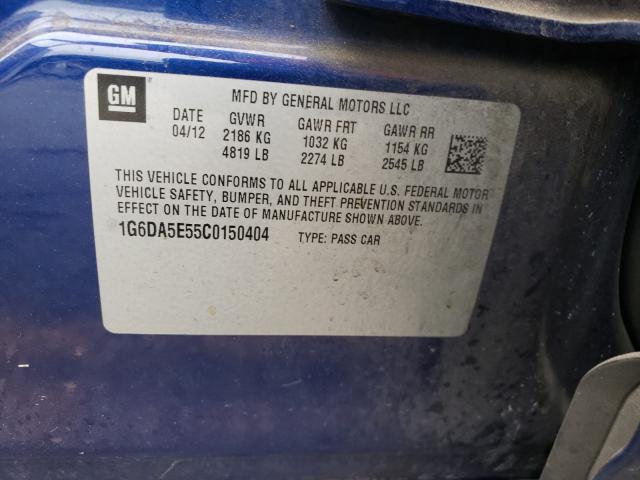 GM
MFD BY GENERAL MOTORS LLC
DATE GVWR GAWR FRT GAWR RR
04/12 2186 KG 1032 KG 1154 KG
4819 LB 2274 LB 2545 LB
THIS VEHICLE CONFORMS TO ALL APPLICABLE U.S. FEDERAL MOTOR
VEHICLE SAFETY, BUMPER, AND THEFT PREVENTION STANDARDS IN
EFFECT ON THE DATE OF MANUFACTURE SHOWN ABOVE.
1G6DA5E55C0150404 TYPE: PASS CAR